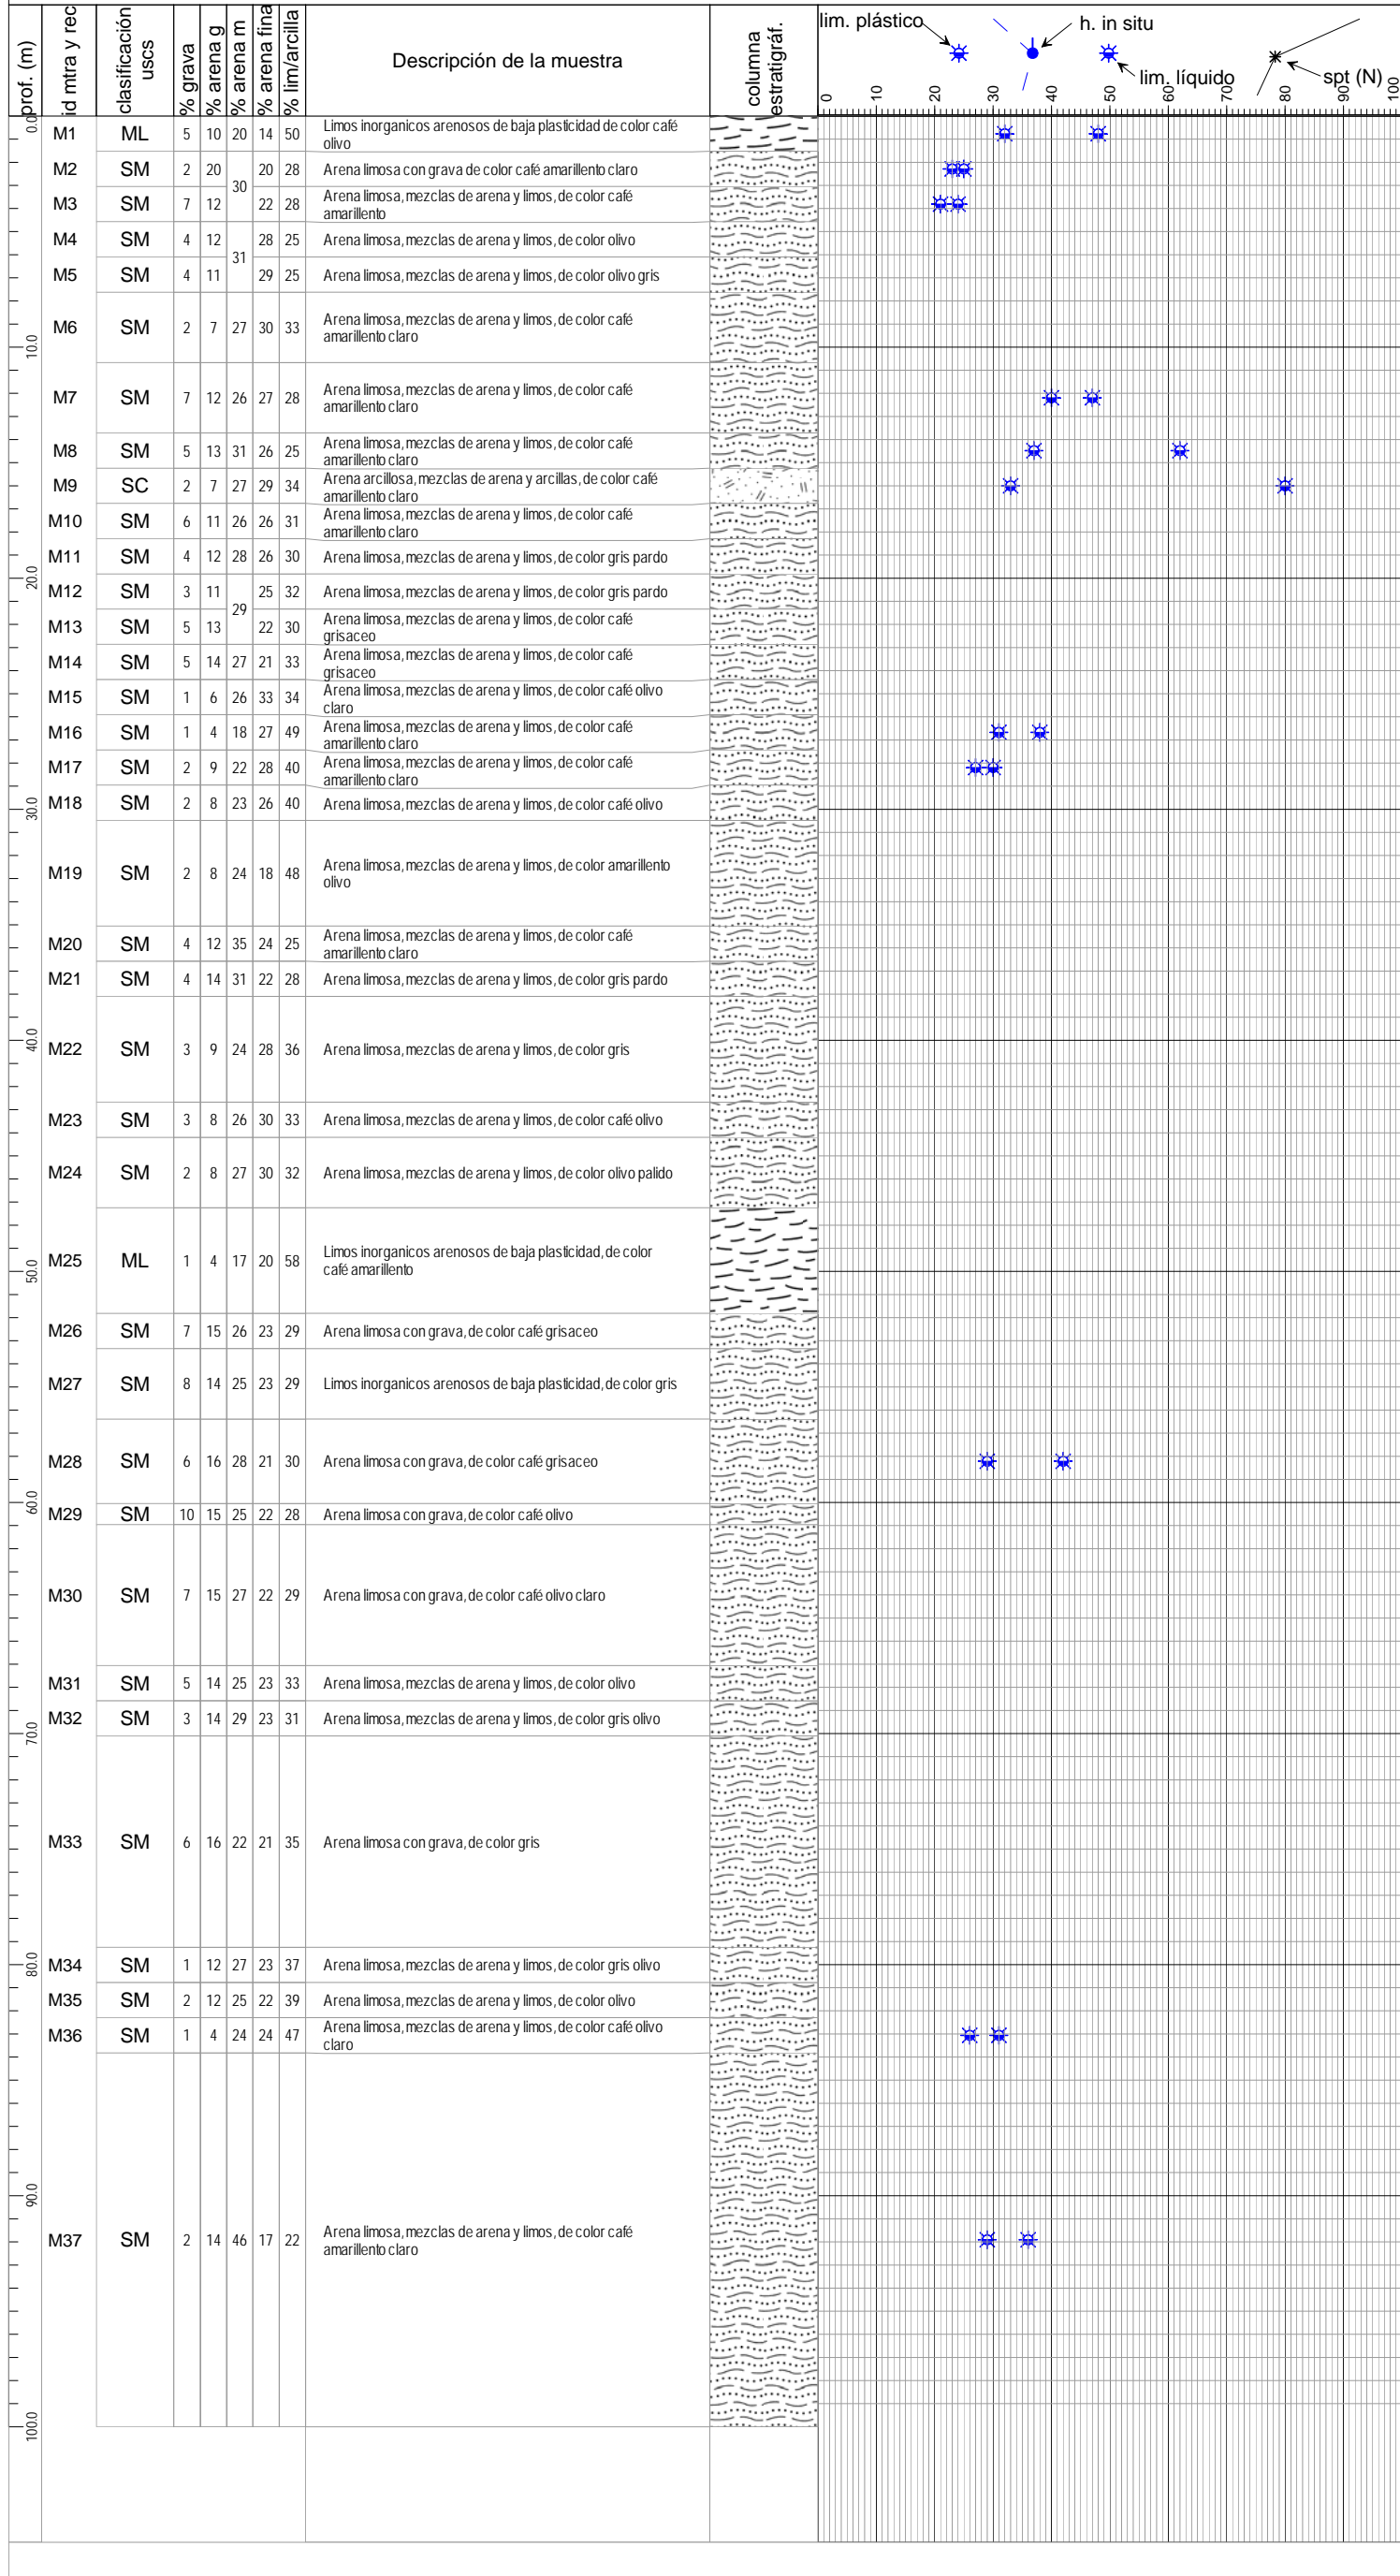 prof. (m)
id mtra y rec
clasificación
uscs
% grava
% arena g
% arena m
% arena fina
% lim/arcilla
Descripción de la muestra
columna
estratigráf.
lim. plástico
h. in situ
lim. líquido
spt (N)
0 10 20 30 40 50 60 70 80 90 100
0.0
M1 ML 5 10 20 14 50 Limos inorganicos arenosos de baja plasticidad de color café
olivo
M2 SM 2 20 20 28 Arena limosa con grava de color café amarillento claro
30
M3 SM 7 12 22 28 Arena limosa, mezclas de arena y limos, de color café
amarillento
M4 SM 4 12 28 25 Arena limosa, mezclas de arena y limos, de color olivo
31
M5 SM 4 11 29 25 Arena limosa, mezclas de arena y limos, de color olivo gris
M6 SM 2 7 27 30 33 Arena limosa, mezclas de arena y limos, de color café
amarillento claro
10.0
M7 SM 7 12 26 27 28 Arena limosa, mezclas de arena y limos, de color café
amarillento claro
M8 SM 5 13 31 26 25 Arena limosa, mezclas de arena y limos, de color café
amarillento claro
M9 SC 2 7 27 29 34 Arena arcillosa, mezclas de arena y arcillas, de color café
amarillento claro
M10 SM 6 11 26 26 31 Arena limosa, mezclas de arena y limos, de color café
amarillento claro
M11 SM 4 12 28 26 30 Arena limosa, mezclas de arena y limos, de color gris pardo
20.0
M12 SM 3 11 25 32 Arena limosa, mezclas de arena y limos, de color gris pardo
29
M13 SM 5 13 22 30 Arena limosa, mezclas de arena y limos, de color café
grisaceo
M14 SM 5 14 27 21 33 Arena limosa, mezclas de arena y limos, de color café
grisaceo
M15 SM 1 6 26 33 34 Arena limosa, mezclas de arena y limos, de color café olivo
claro
M16 SM 1 4 18 27 49 Arena limosa, mezclas de arena y limos, de color café
amarillento claro
M17 SM 2 9 22 28 40 Arena limosa, mezclas de arena y limos, de color café
amarillento claro
M18 SM 2 8 23 26 40 Arena limosa, mezclas de arena y limos, de color café olivo
30.0
M19 SM 2 8 24 18 48 Arena limosa, mezclas de arena y limos, de color amarillento
olivo
M20 SM 4 12 35 24 25 Arena limosa, mezclas de arena y limos, de color café
amarillento claro
M21 SM 4 14 31 22 28 Arena limosa, mezclas de arena y limos, de color gris pardo
40.0
M22 SM 3 9 24 28 36 Arena limosa, mezclas de arena y limos, de color gris
M23 SM 3 8 26 30 33 Arena limosa, mezclas de arena y limos, de color café olivo
M24 SM 2 8 27 30 32 Arena limosa, mezclas de arena y limos, de color olivo palido
M25 ML 1 4 17 20 58 Limos inorganicos arenosos de baja plasticidad, de color
café amarillento
50.0
M26 SM 7 15 26 23 29 Arena limosa con grava, de color café grisaceo
M27 SM 8 14 25 23 29 Limos inorganicos arenosos de baja plasticidad, de color gris
M28 SM 6 16 28 21 30 Arena limosa con grava, de color café grisaceo
60.0
M29 SM 10 15 25 22 28 Arena limosa con grava, de color café olivo
M30 SM 7 15 27 22 29 Arena limosa con grava, de color café olivo claro
M31 SM 5 14 25 23 33 Arena limosa, mezclas de arena y limos, de color olivo
M32 SM 3 14 29 23 31 Arena limosa, mezclas de arena y limos, de color gris olivo
70.0
M33 SM 6 16 22 21 35 Arena limosa con grava, de color gris
80.0
M34 SM 1 12 27 23 37 Arena limosa, mezclas de arena y limos, de color gris olivo
M35 SM 2 12 25 22 39 Arena limosa, mezclas de arena y limos, de color olivo
M36 SM 1 4 24 24 47 Arena limosa, mezclas de arena y limos, de color café olivo
claro
90.0
M37 SM 2 14 46 17 22 Arena limosa, mezclas de arena y limos, de color café
amarillento claro
100.0